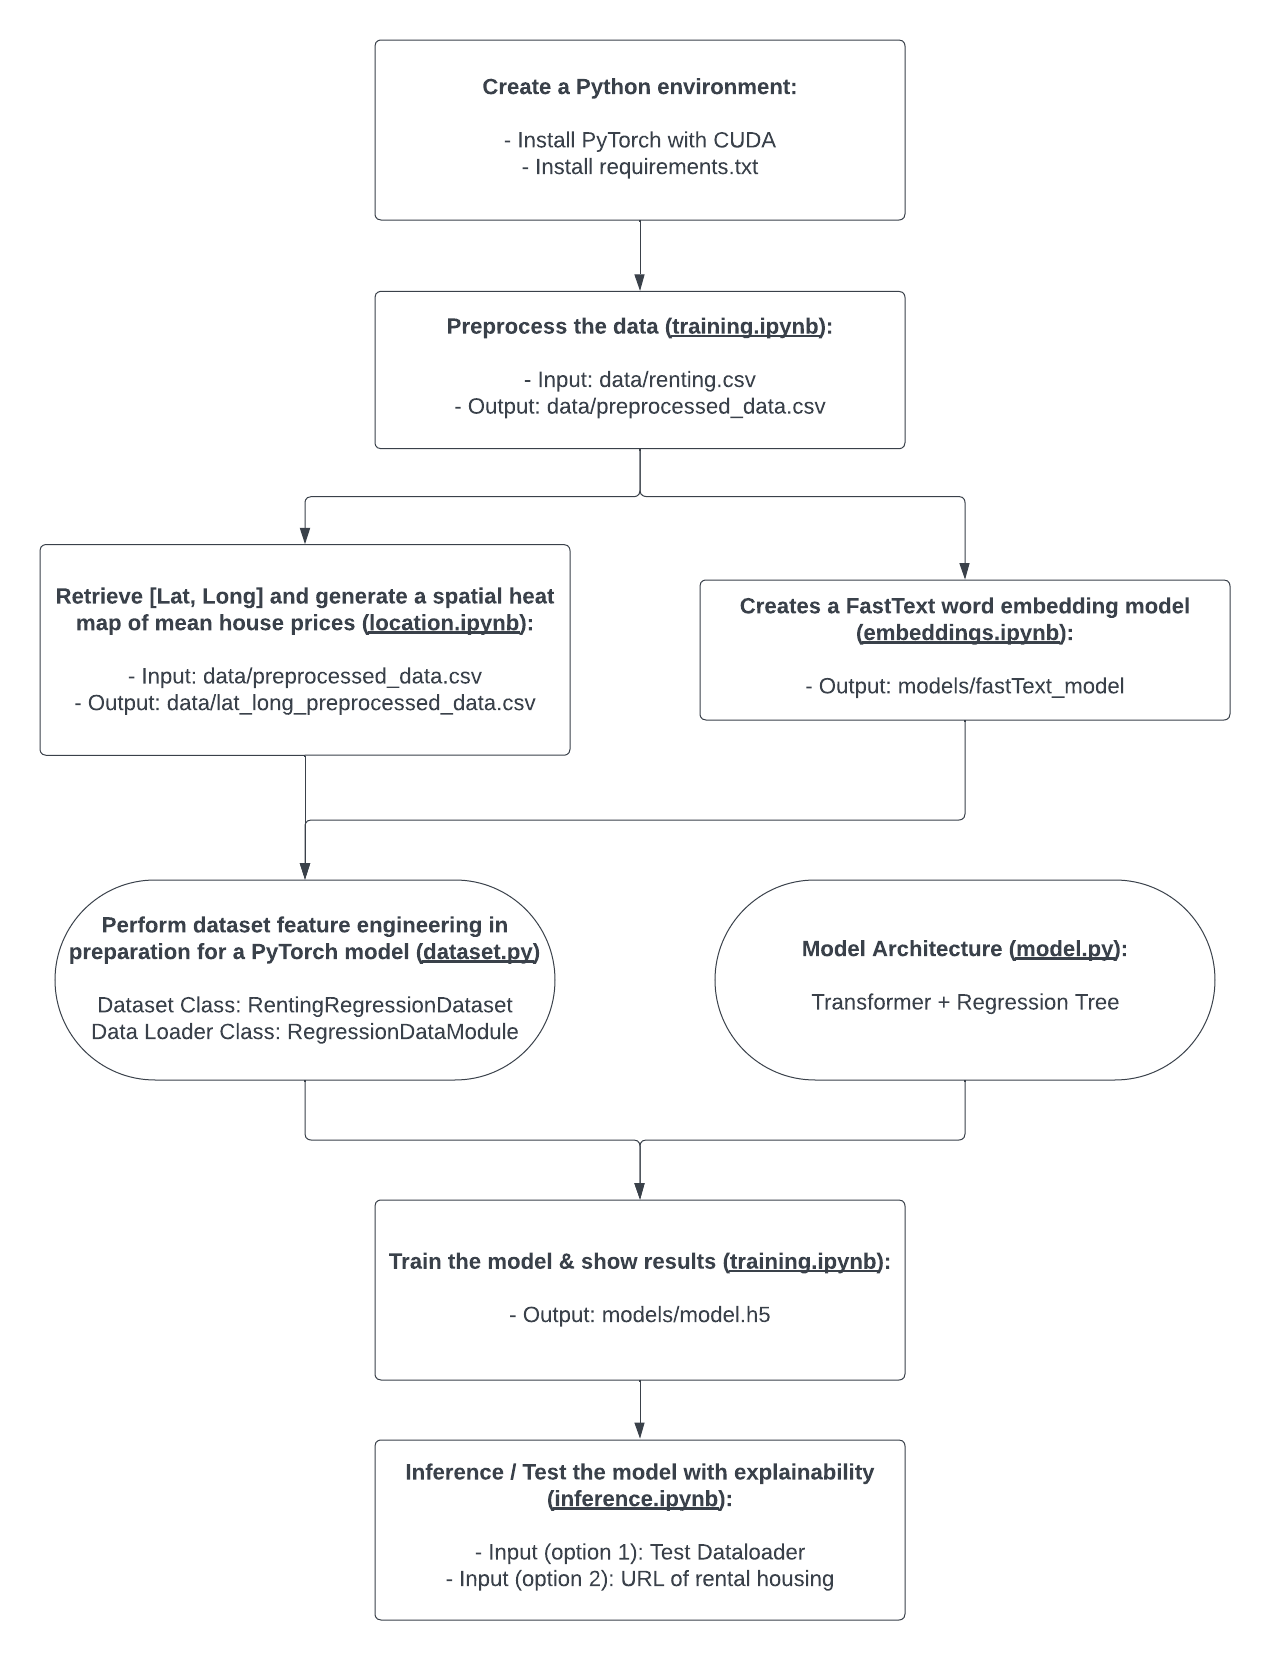 Create a Python environment:
- Install PyTorch with CUDA
- Install requirements.txt
Preprocess the data (training.ipynb):
- Input: data/renting.csv
- Output: data/preprocessed_data.csv
Retrieve [Lat, Long] and generate a spatial heat
map of mean house prices (location.ipynb):
- Input: data/preprocessed_data.csv
- Output: data/lat_long_preprocessed_data.csv
Creates a FastText word embedding model
(embeddings.ipynb):
- Output: models/fastText_model
Perform dataset feature engineering in
preparation for a PyTorch model (dataset.py)
Dataset Class: RentingRegressionDataset
Data Loader Class: RegressionDataModule
Model Architecture (model.py):
Transformer + Regression Tree
Train the model & show results (training.ipynb):
- Output: models/model.h5
Inference / Test the model with explainability
(inference.ipynb):
- Input (option 1): Test Dataloader
- Input (option 2): URL of rental housing